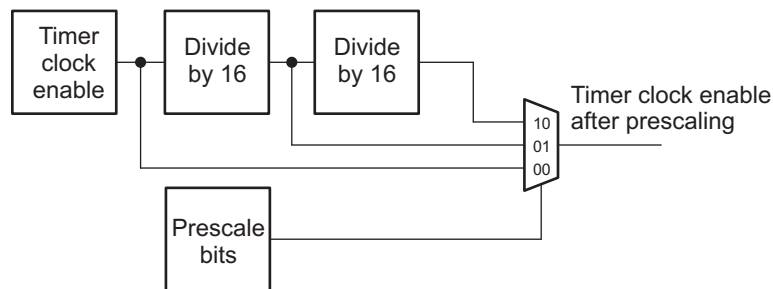 Timer
clock
enable
Divide
by 16
Divide
by 16
Timer clock enable
after prescaling
10
01
00
Prescale
bits